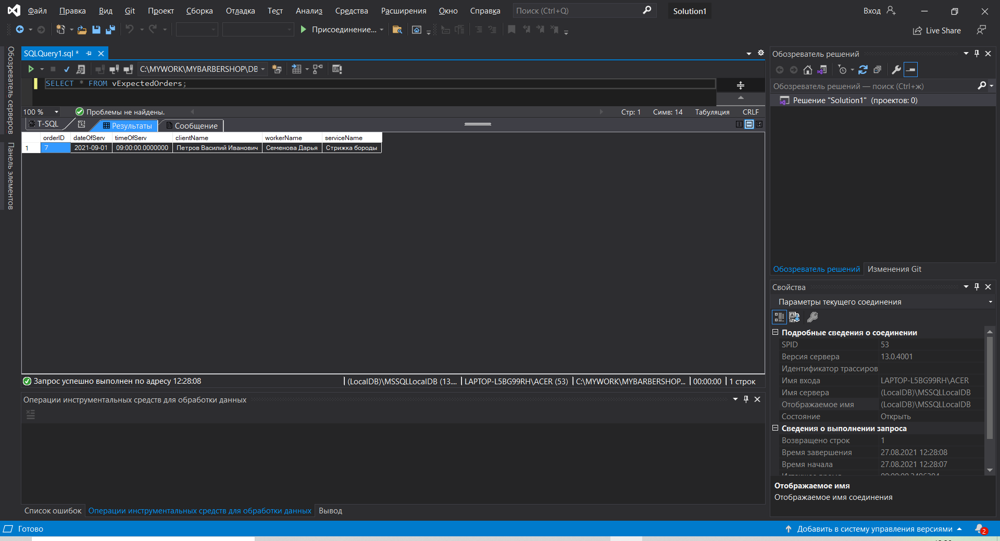 Файл Правка Вид Git Проект Сборка Отладка Тест Анализ Средства Расширения Окно Справка Поиск (Ctrl+Q) Solution1 Вход
Присоединение... Live Share
Обозреватель серверов
Панель элементов
SQLQuery1.sql *
C:\MYWORK\MYBARBERSHOP\DB
SELECT * FROM vExpectedOrders;
100 % Проблемы не найдены. Стр: 1 Симв: 14 Табуляция CRLF
T-SQL Результаты Сообщение
orderID dateOfServ timeOfServ clientName workerName serviceName
1 7 2021-09-01 09:00:00.0000000 Петров Василий Иванович Семенова Дарья Стрижка бороды
Запрос успешно выполнен по адресу 12:28:08 (LocalDB)\MSSQLLocalDB (13.... LAPTOP-L5BG99RH\ACER (53) C:\MYWORK\MYBARBERSHOP... 00:00:00 1 строк
Операции инструментальных средств для обработки данных
Список ошибок Операции инструментальных средств для обработки данных Вывод
Обозреватель решений
Обозреватель решений — поиск (Ctrl+ж)
Решение "Solution1" (проектов: 0)
Обозреватель решений Изменения Git
Свойства
Параметры текущего соединения
Подробные сведения о соединении
SPID 53
Версия сервера 13.0.4001
Идентификатор трассиров
Имя входа LAPTOP-L5BG99RH\ACER
Имя сервера (LocalDB)\MSSQLLocalDB
Отображаемое имя (LocalDB)\MSSQLLocalDB
Состояние Открыть
Сведения о выполнении запроса
Возвращено строк 1
Время завершения 27.08.2021 12:28:08
Время начала 27.08.2021 12:28:07
Отображаемое имя
Отображаемое имя соединения
Готово Добавить в систему управления версиями 2